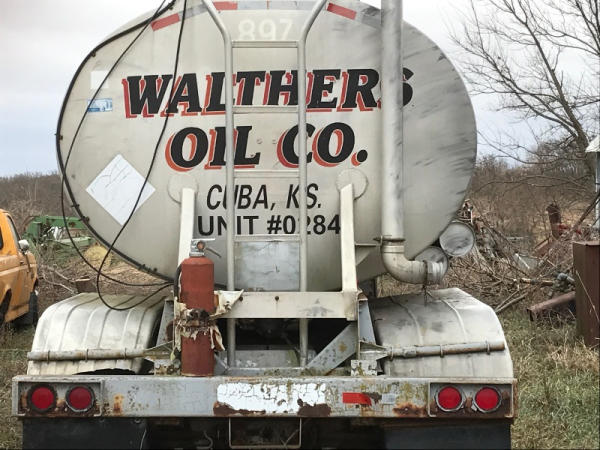 897
WALTHERS
OIL CO.
CUBA, KS.
UNIT #0284